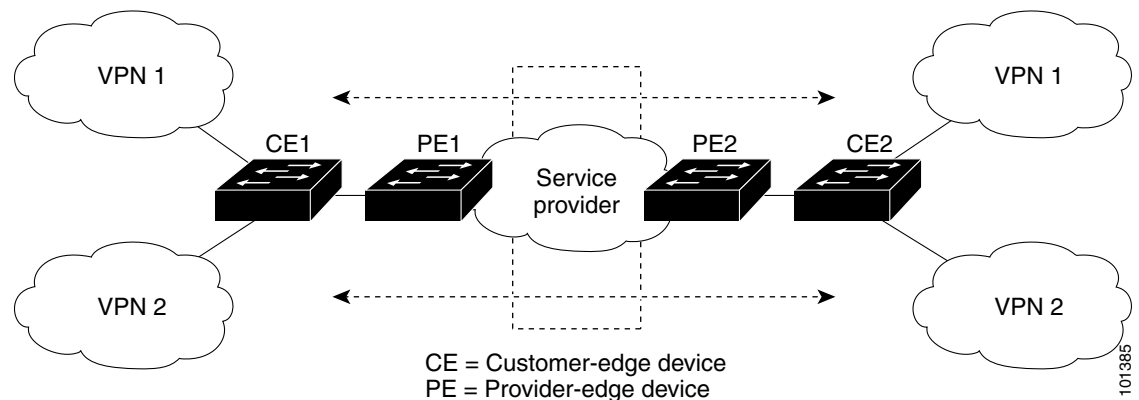 VPN 1
VPN 1
CE1
PE1
PE2
CE2
Service
provider
VPN 2
VPN 2
CE = Customer-edge device
PE = Provider-edge device
101385